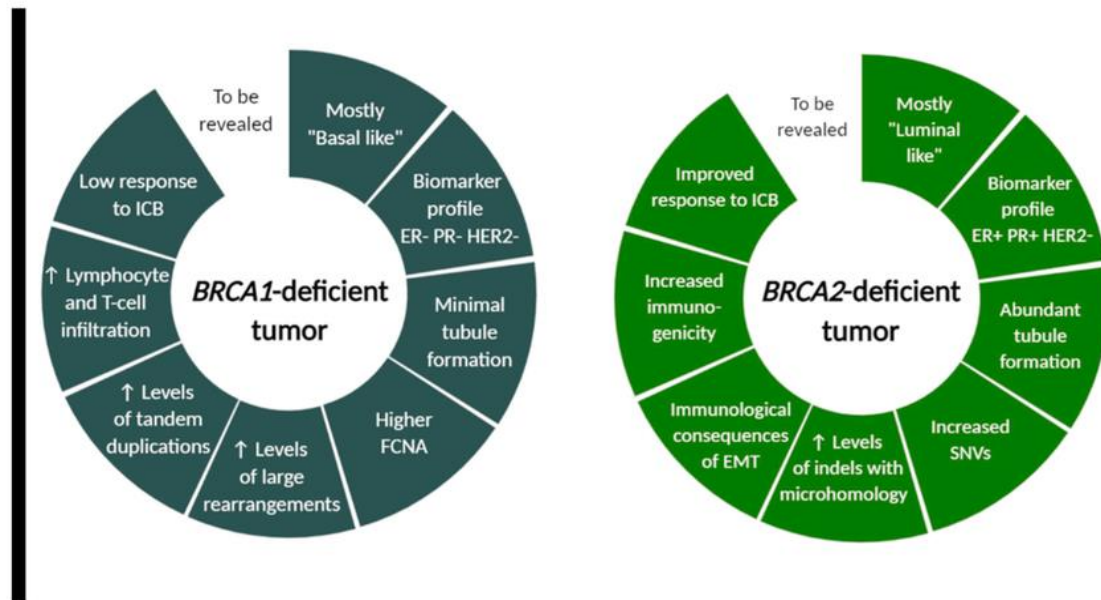 To be
revealed
Mostly
"Basal like"
Biomarker
profile
ER- PR- HER2-
Minimal
tubule
formation
Higher
FCNA
↑ Levels
of large
rearrangements
↑ Levels
of tandem
duplications
↑ Lymphocyte
and T-cell
infiltration
Low response
to ICB
BRCA1-deficient
tumor
To be
revealed
Mostly
"Luminal
like"
Biomarker
profile
ER+ PR+ HER2-
Abundant
tubule
formation
Increased
SNVs
↑ Levels
of indels with
microhomology
Immunological
consequences
of EMT
Increased
immuno-
genicity
Improved
response to ICB
BRCA2-deficient
tumor